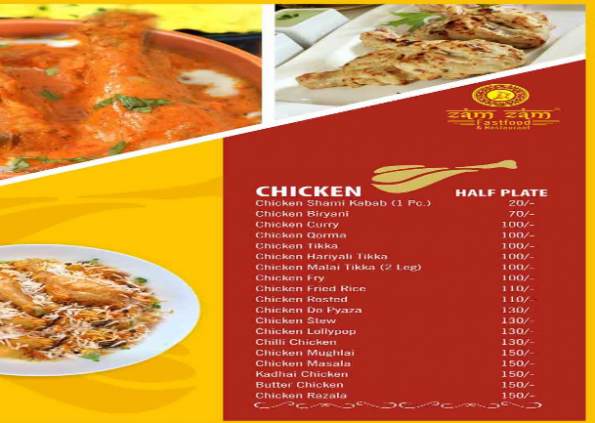 zam zam
Fastfood
& Restaurant
CHICKEN HALF PLATE
Chicken Shami Kabab (1 Pc.) 20/-
Chicken Biryani 70/-
Chicken Curry 100/-
Chicken Qorma 100/-
Chicken Tikka 100/-
Chicken Hariyali Tikka 100/-
Chicken Malai Tikka (2 Leg) 100/-
Chicken Fry 100/-
Chicken Fried Rice 110/-
Chicken Rosted 110/-
Chicken Do Pyaza 130/-
Chicken Stew 130/-
Chicken Lollypop 130/-
Chilli Chicken 130/-
Chicken Mughlai 150/-
Chicken Masala 150/-
Kadhai Chicken 150/-
Butter Chicken 150/-
Chicken Razala 150/-